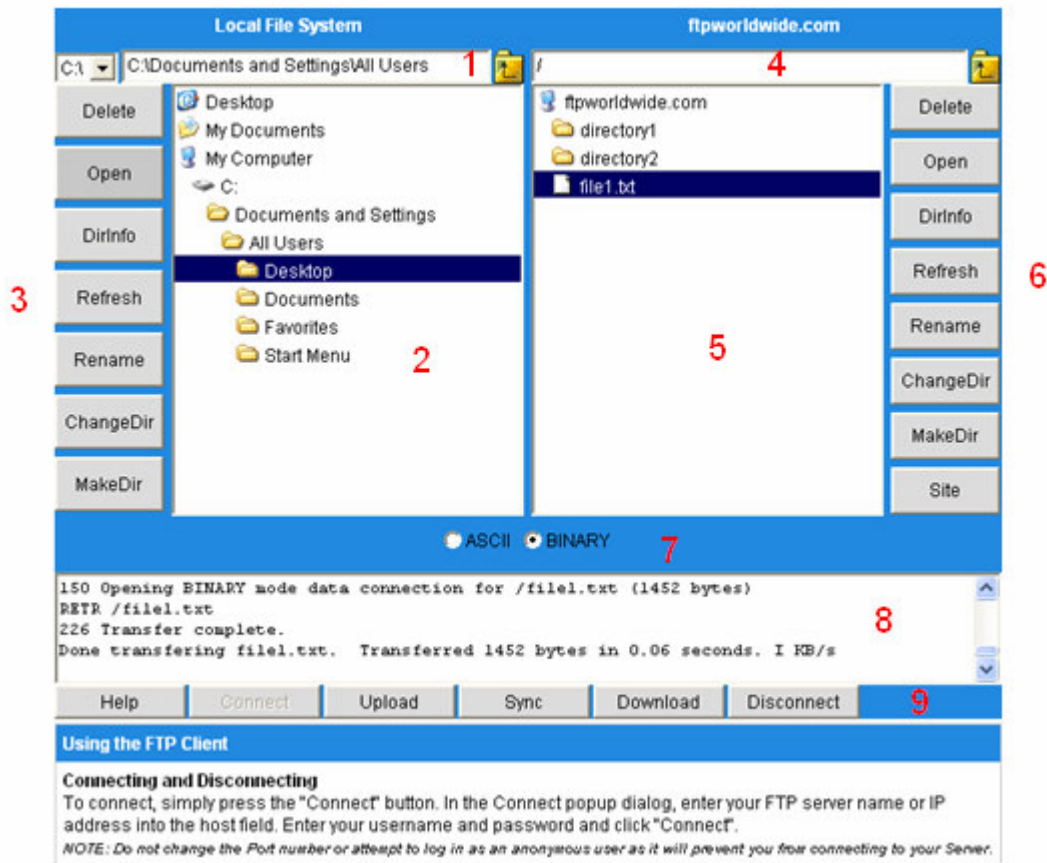 Local File System
ftpworldwide.com
C:\
C:\Documents and Settings\All Users
1
/
4
Delete
Open
DirInfo
Refresh
Rename
ChangeDir
MakeDir
3
Desktop
My Documents
My Computer
C:
Documents and Settings
All Users
Desktop
Documents
Favorites
Start Menu
2
ftpworldwide.com
directory1
directory2
file1.txt
5
Delete
Open
DirInfo
Refresh
Rename
ChangeDir
MakeDir
Site
6
ASCII BINARY 7
150 Opening BINARY mode data connection for /file1.txt (1452 bytes)
RETR /file1.txt
226 Transfer complete.
Done transfering file1.txt. Transferred 1452 bytes in 0.06 seconds. I KB/s
8
Help Connect Upload Sync Download Disconnect 9
Using the FTP Client
Connecting and Disconnecting
To connect, simply press the "Connect" button. In the Connect popup dialog, enter your FTP server name or IP
address into the host field. Enter your username and password and click "Connect".
NOTE: Do not change the Port number or attempt to log in as an anonymous user as it will prevent you from connecting to your Server.